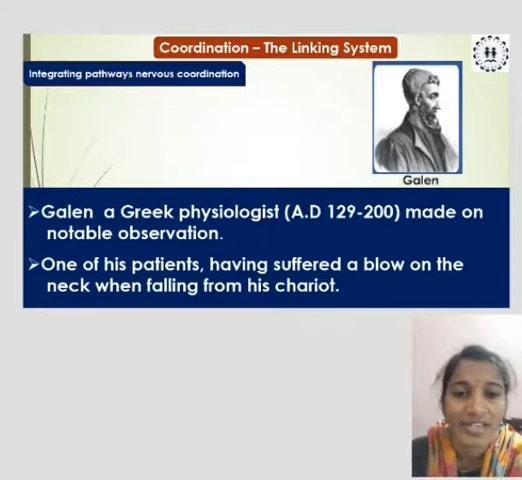 Coordination – The Linking System
Integrating pathways nervous coordination
Galen
➢Galen a Greek physiologist (A.D 129-200) made on
notable observation.
➢One of his patients, having suffered a blow on the
neck when falling from his chariot.